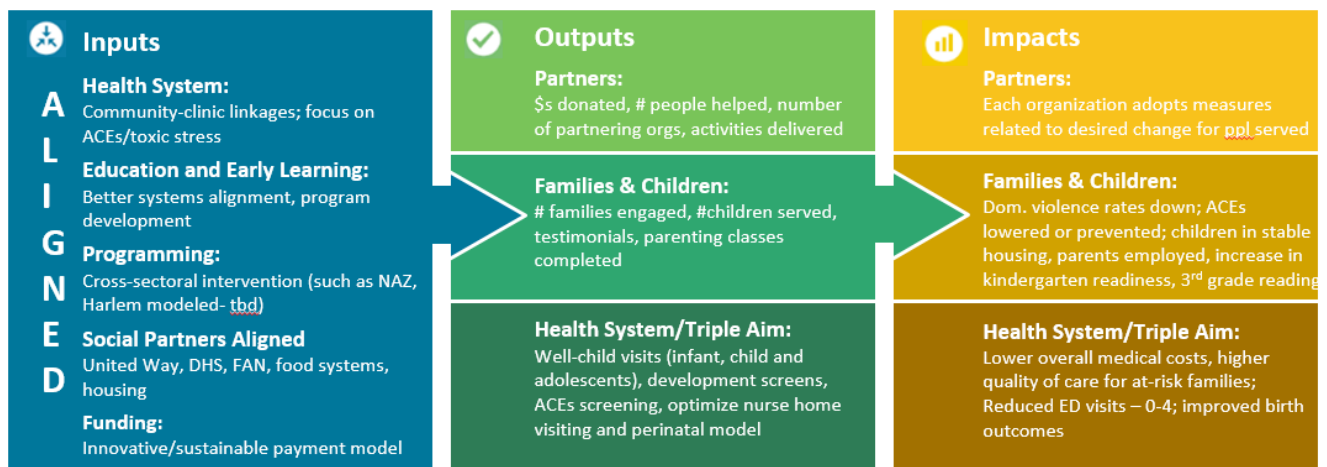 Inputs
A
L
I
G
N
E
D
Health System:
Community-clinic linkages; focus on
ACEs/toxic stress
Education and Early Learning:
Better systems alignment, program
development
Programming:
Cross-sectoral intervention (such as NAZ,
Harlem modeled- tbd)
Social Partners Aligned
United Way, DHS, FAN, food systems,
housing
Funding:
Innovative/sustainable payment model
Outputs
Partners:
$s donated, # people helped, number
of partnering orgs, activities delivered
Families & Children:
# families engaged, #children served,
testimonials, parenting classes
completed
Health System/Triple Aim:
Well-child visits (infant, child and
adolescents), development screens,
ACEs screening, optimize nurse home
visiting and perinatal model
Impacts
Partners:
Each organization adopts measures
related to desired change for ppl served
Families & Children:
Dom. violence rates down; ACEs
lowered or prevented; children in stable
housing, parents employed, increase in
kindergarten readiness, 3rd grade reading
Health System/Triple Aim:
Lower overall medical costs, higher
quality of care for at-risk families;
Reduced ED visits – 0-4; improved birth
outcomes